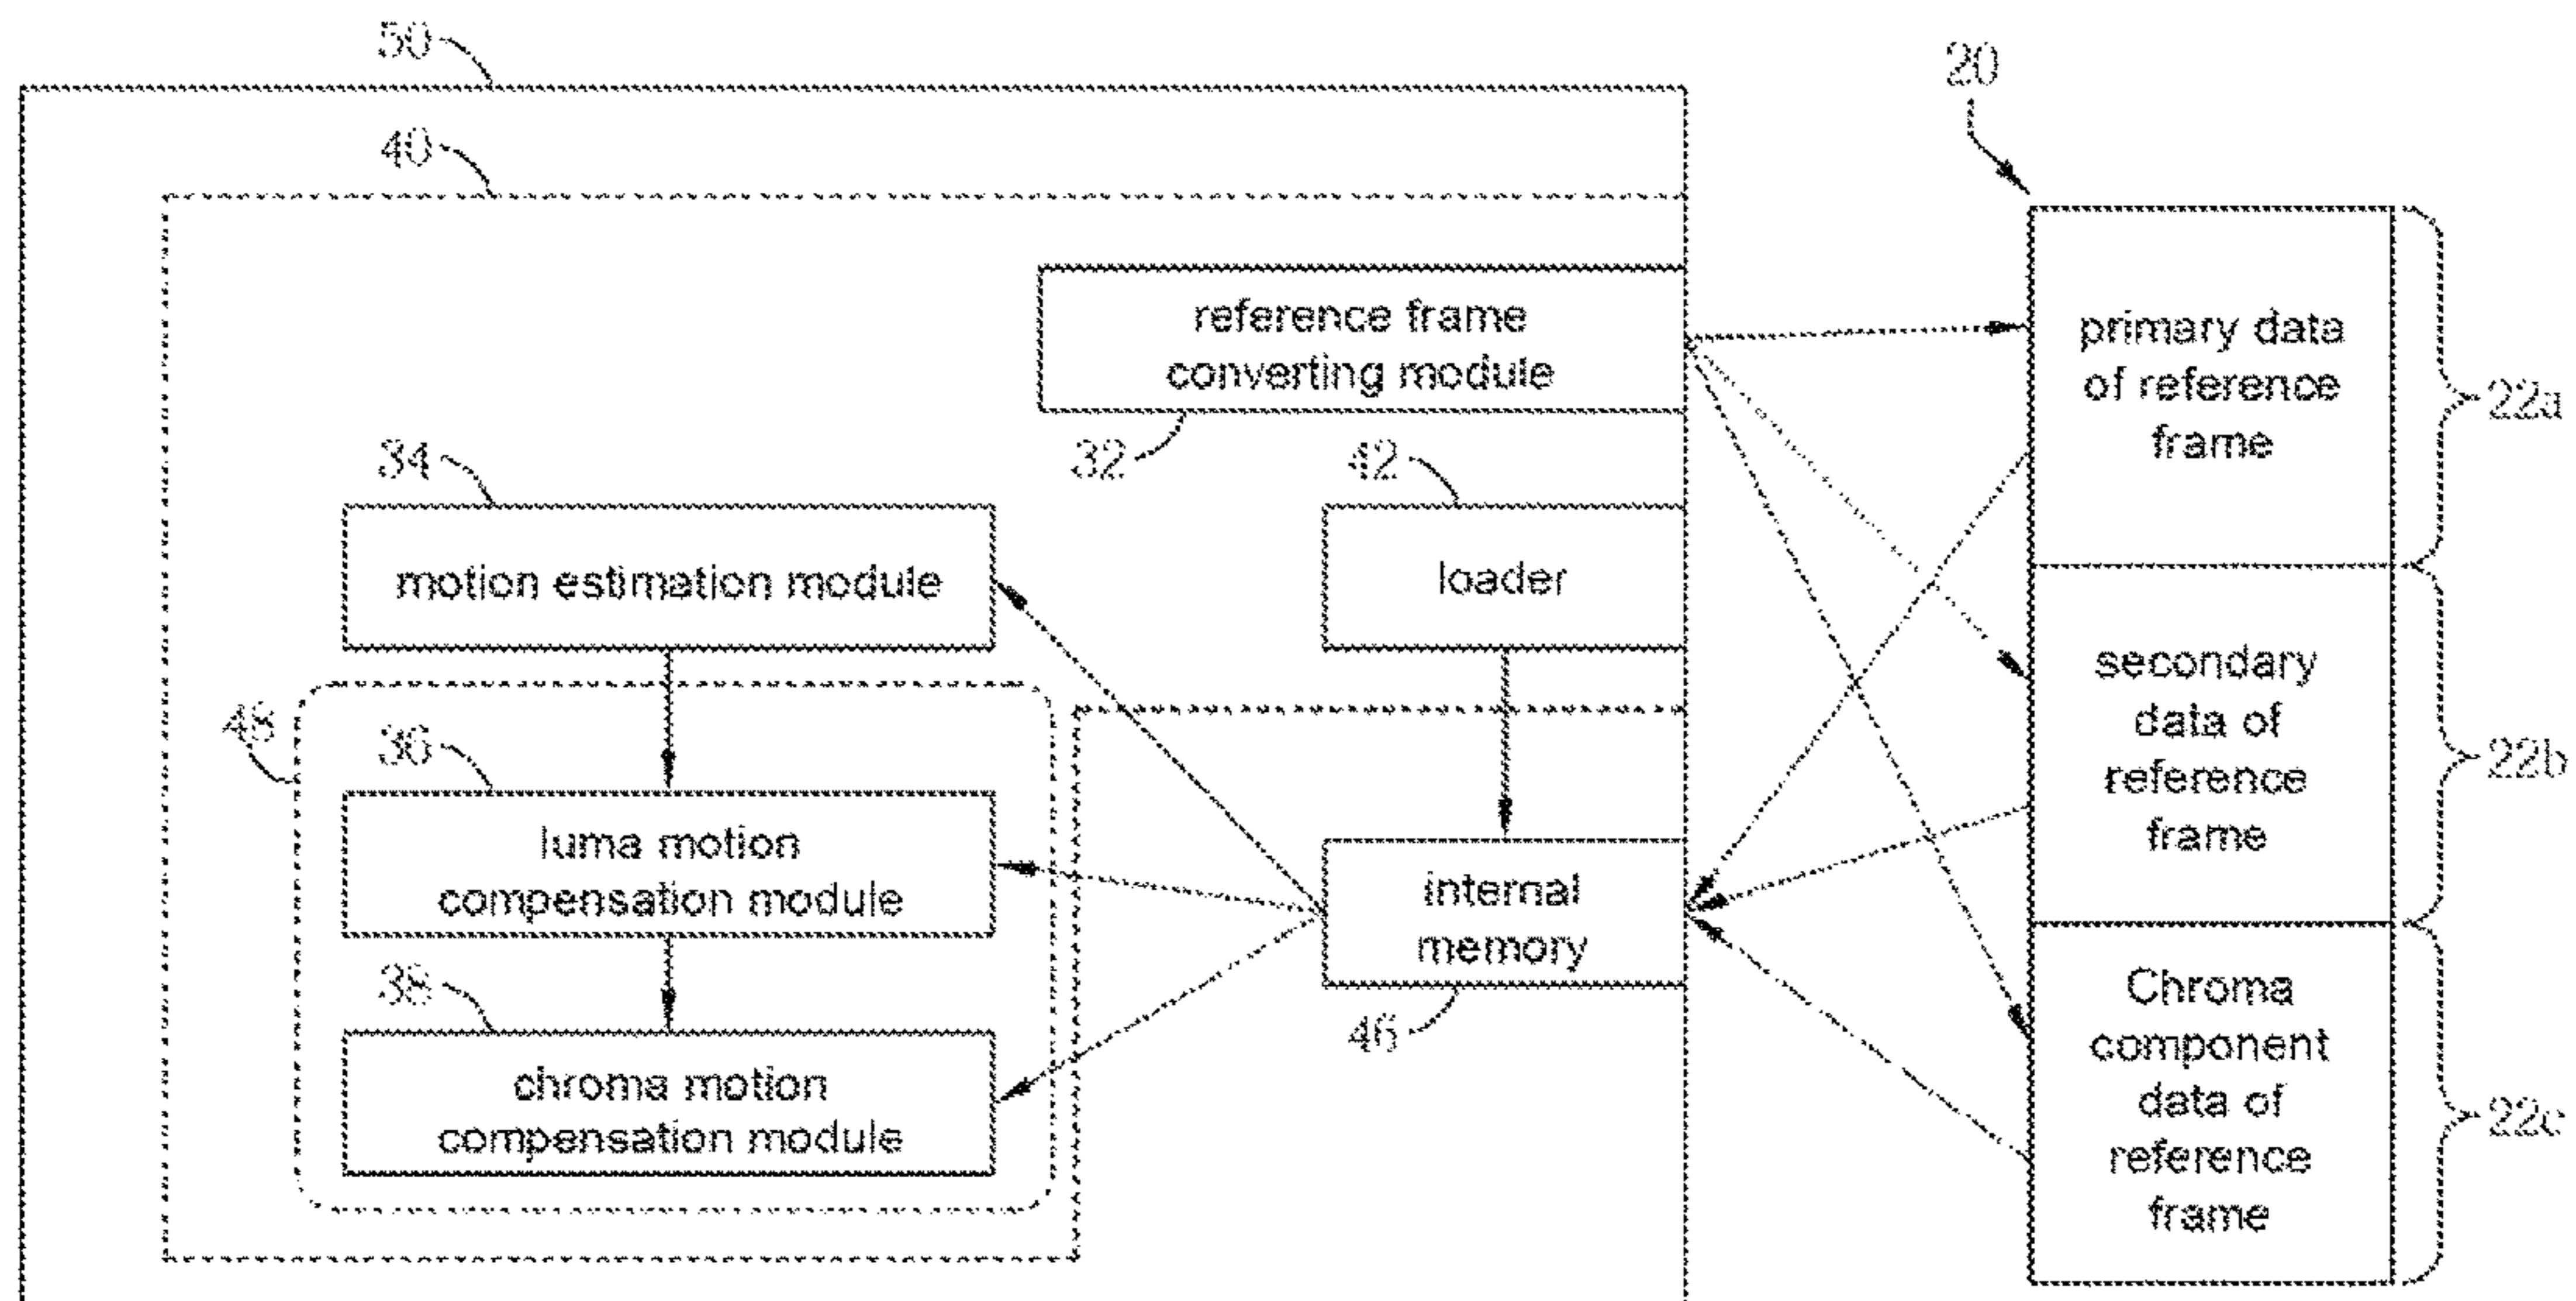 50
20
40
reference frame
converting module
32
primary data
of reference
frame
22a
34
42
motion estimation module
loader
secondary
data of
reference
frame
22b
48
36
luma motion
compensation module
internal
memory
46
38
chroma motion
compensation module
Chroma
component
data of
reference
frame
22c